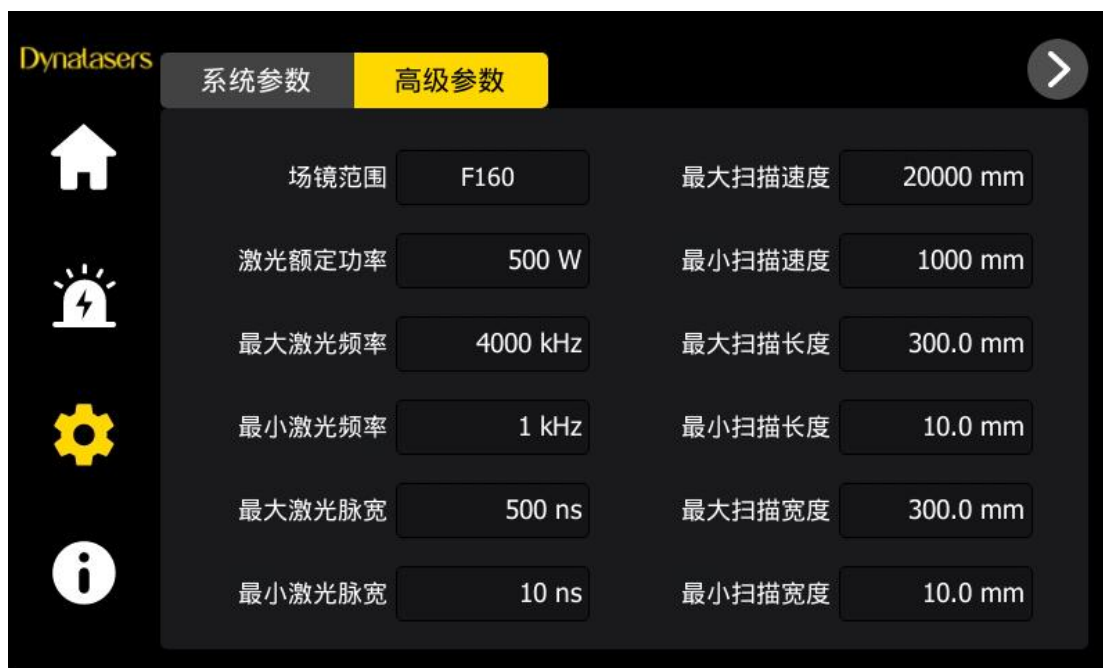 Dynalasers
系统参数 高级参数
场镜范围 F160 最大扫描速度 20000 mm
激光额定功率 500 W 最小扫描速度 1000 mm
最大激光频率 4000 kHz 最大扫描长度 300.0 mm
最小激光频率 1 kHz 最小扫描长度 10.0 mm
最大激光脉宽 500 ns 最大扫描宽度 300.0 mm
最小激光脉宽 10 ns 最小扫描宽度 10.0 mm